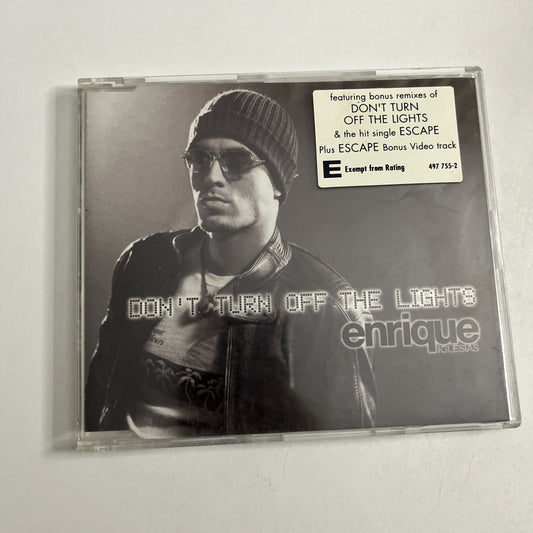 featuring bonus remixes of
DON'T TURN
OFF THE LIGHTS
& the hit single ESCAPE
Plus ESCAPE Bonus Video track
E Exempt from Rating 497 755-2
DON'T TURN OFF THE LIGHTS
enrique
IGLESIAS